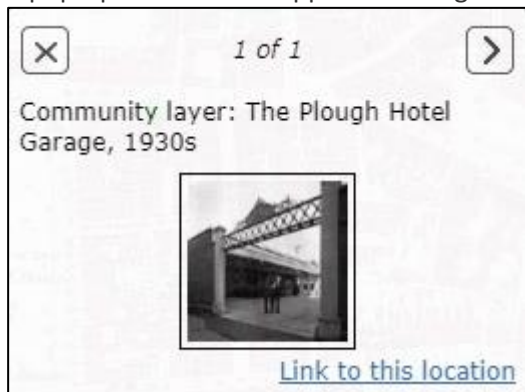 1 of 1
Community layer: The Plough Hotel
Garage, 1930s
Link to this location